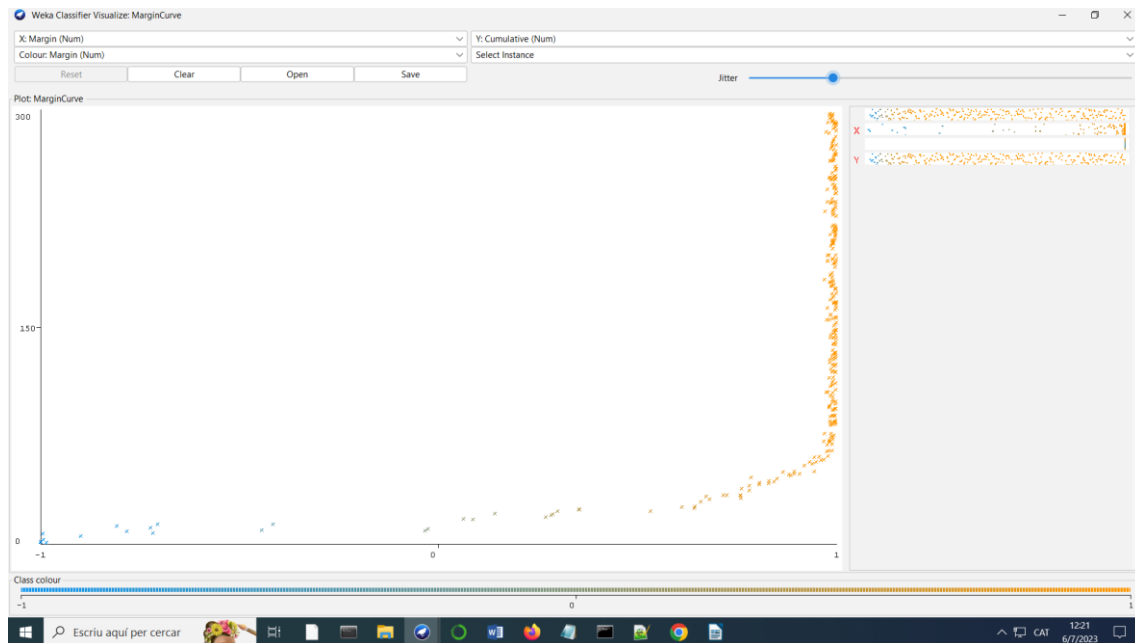 Weka Classifier Visualize: MarginCurve
X: Margin (Num)
Y: Cumulative (Num)
Colour: Margin (Num)
Select Instance
Reset
Clear
Open
Save
Jitter
Plot: MarginCurve
300
150
0
-1
0
1
X
Y
Class colour
-1
0
1
Escriu aquí per cercar
W
CAT
12:21
6/7/2023